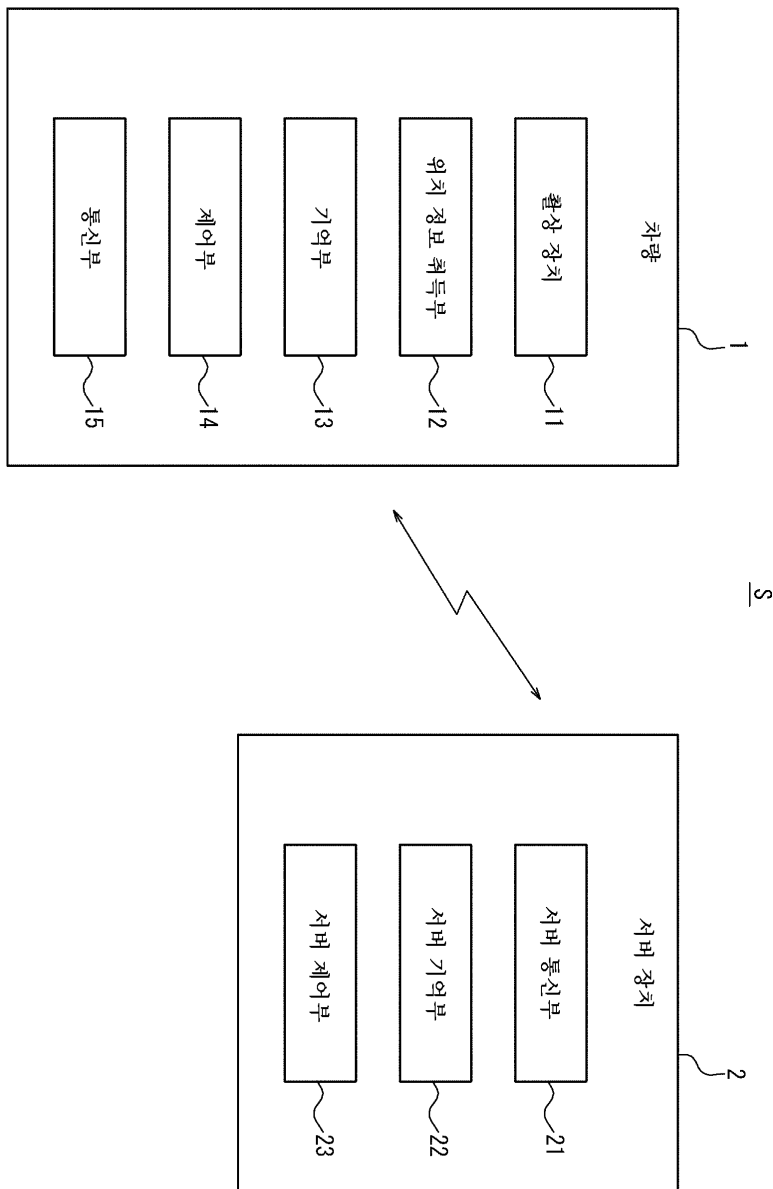 S
차량
1
촬상 장치
11
위치 정보 취득부
12
기억부
13
제어부
14
통신부
15
서버 장치
2
서버 통신부
21
서버 기억부
22
서버 제어부
23